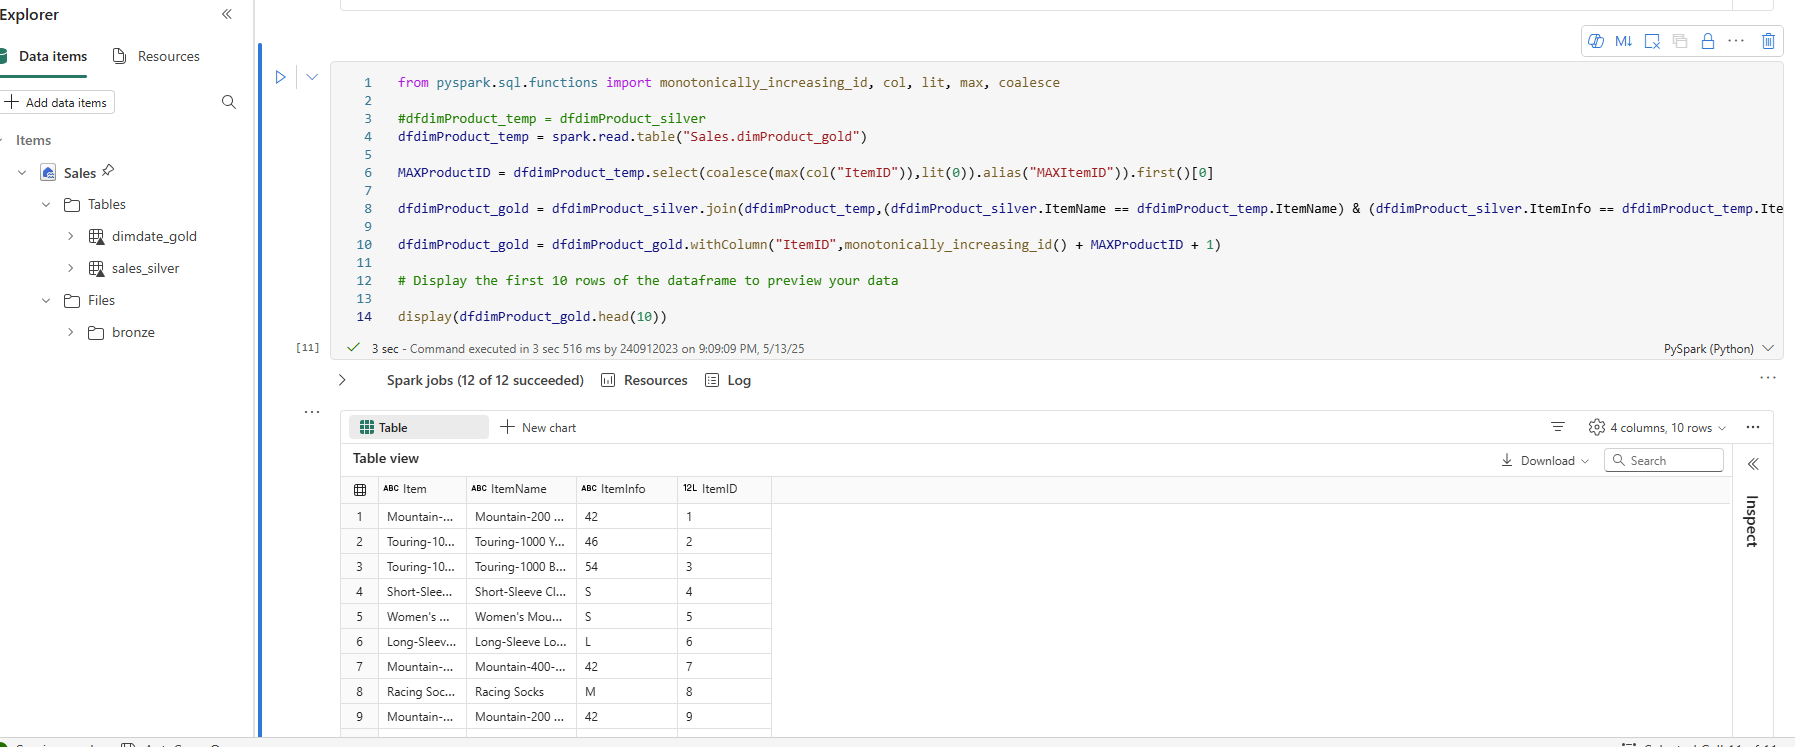 Explorer
Data items
Resources
Add data items
Items
Sales
Tables
dimdate_gold
sales_silver
Files
bronze
M↓
1 from pyspark.sql.functions import monotonically_increasing_id, col, lit, max, coalesce
2
3 #dfdimProduct_temp = dfdimProduct_silver
4 dfdimProduct_temp = spark.read.table("Sales.dimProduct_gold")
5
6 MAXProductID = dfdimProduct_temp.select(coalesce(max(col("ItemID")),lit(0)).alias("MAXItemID")).first()[0]
7
8 dfdimProduct_gold = dfdimProduct_silver.join(dfdimProduct_temp,(dfdimProduct_silver.ItemName == dfdimProduct_temp.ItemName) & (dfdimProduct_silver.ItemInfo == dfdimProduct_temp.Ite
9
10 dfdimProduct_gold = dfdimProduct_gold.withColumn("ItemID",monotonically_increasing_id() + MAXProductID + 1)
11
12 # Display the first 10 rows of the dataframe to preview your data
13
14 display(dfdimProduct_gold.head(10))
[11] 3 sec - Command executed in 3 sec 516 ms by 240912023 on 9:09:09 PM, 5/13/25 PySpark (Python)
Spark jobs (12 of 12 succeeded) Resources Log
Table New chart 4 columns, 10 rows
Table view Download Search
ABC Item ABC ItemName ABC ItemInfo 12L ItemID
1 Mountain-... Mountain-200 ... 42 1
2 Touring-10... Touring-1000 Y... 46 2
3 Touring-10... Touring-1000 B... 54 3
4 Short-Slee... Short-Sleeve Cl... S 4
5 Women's ... Women's Mou... S 5
6 Long-Sleev... Long-Sleeve Lo... L 6
7 Mountain-... Mountain-400-... 42 7
8 Racing Soc... Racing Socks M 8
9 Mountain-... Mountain-200 ... 42 9
Inspect